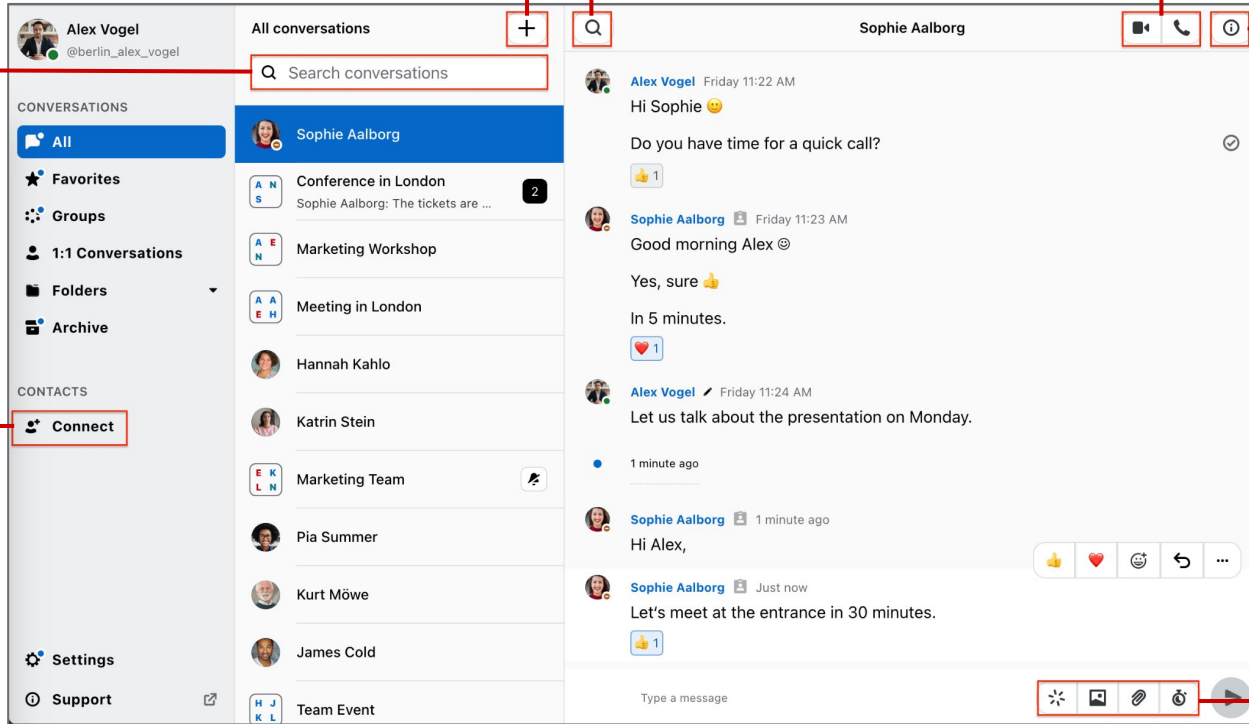 Alex Vogel
@berlin_alex_vogel
CONVERSATIONS
All
Favorites
Groups
1:1 Conversations
Folders
Archive
CONTACTS
Connect
Settings
Support
All conversations
Search conversations
Sophie Aalborg
A N
S
Conference in London
Sophie Aalborg: The tickets are ...
2
A E
N
Marketing Workshop
A A
E H
Meeting in London
Hannah Kahlo
Katrin Stein
E K
L N
Marketing Team
Pia Summer
Kurt Möwe
James Cold
H J
K L
Team Event
Sophie Aalborg
Alex Vogel Friday 11:22 AM
Hi Sophie 🙂
Do you have time for a quick call?
👍 1
Sophie Aalborg Friday 11:23 AM
Good morning Alex ☺
Yes, sure 👍
In 5 minutes.
❤️ 1
Alex Vogel Friday 11:24 AM
Let us talk about the presentation on Monday.
1 minute ago
Sophie Aalborg 1 minute ago
Hi Alex,
Sophie Aalborg Just now
Let‘s meet at the entrance in 30 minutes.
👍 1
Type a message